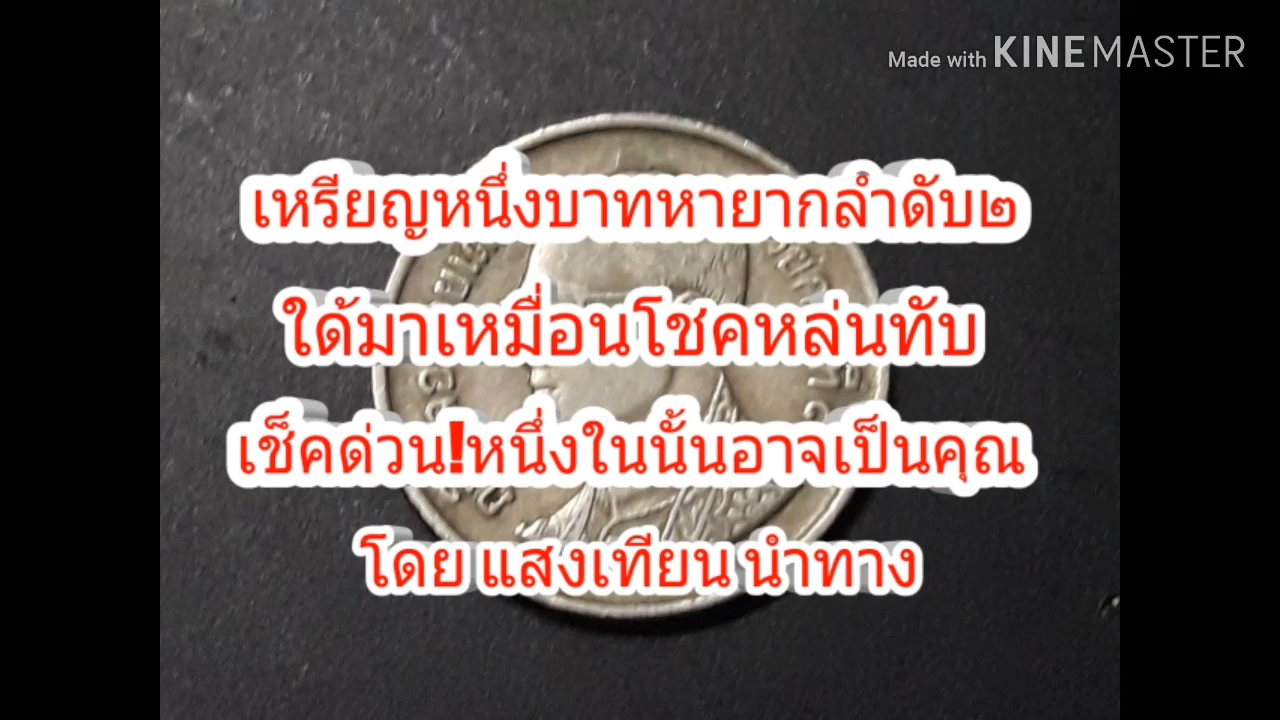 Made with KINEMASTER
เหรียญหนึ่งบาทหายากลำดับ๒
ใด้มาเหมื่อนโชคหล่นทับ
เช็คด่วน!หนึ่งในนั้นอาจเป็นคุณ
โดย แสงเทียน นำทาง